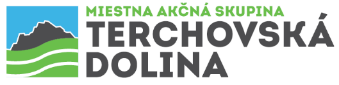 MIESTNA AKČNÁ SKUPINA
TERCHOVSKÁ
DOLINA